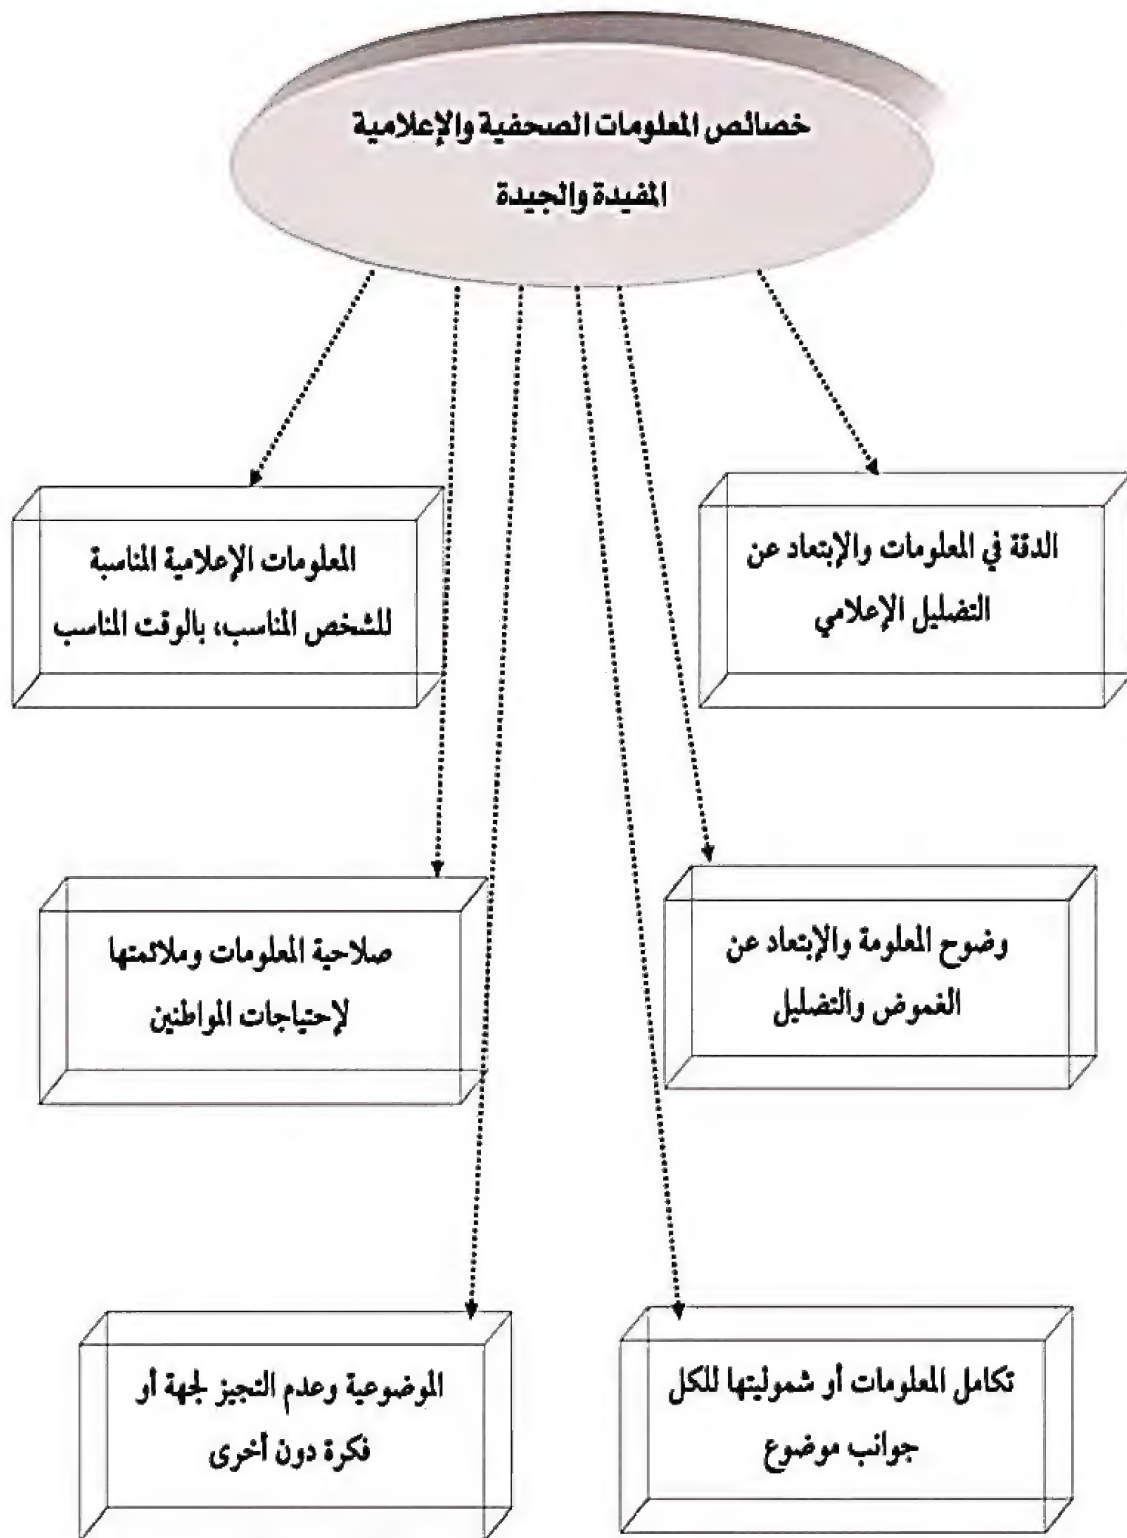 خصائص المعلومات الصحفية والإعلامية
المفيدة والجيدة
الدقة في المعلومات والإبتعاد عن
التضليل الإعلامي
المعلومات الإعلامية المناسبة
للشخص المناسب، بالوقت المناسب
وضوح المعلومة والإبتعاد عن
الغموض والتضليل
صلاحية المعلومات وملائمتها
لإحتياجات المواطنين
تكامل المعلومات أو شموليتها للكل
جوانب موضوع
الموضوعية وعدم التجيز لجهة أو
فكرة دون أخرى